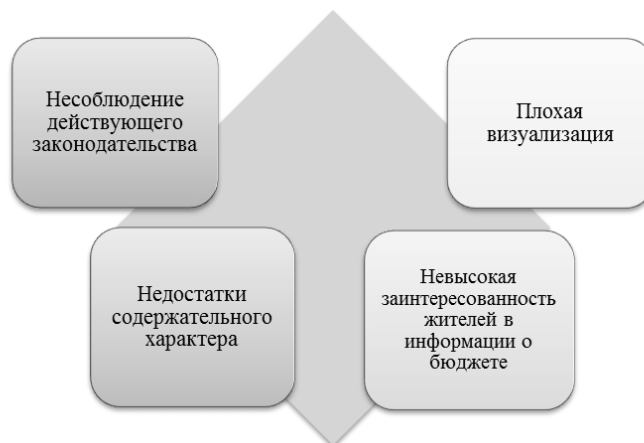 Несоблюдение
действующего
законодательства
Плохая
визуализация
Недостатки
содержательного
характера
Невысокая
заинтересованность
жителей в
информации о
бюджете